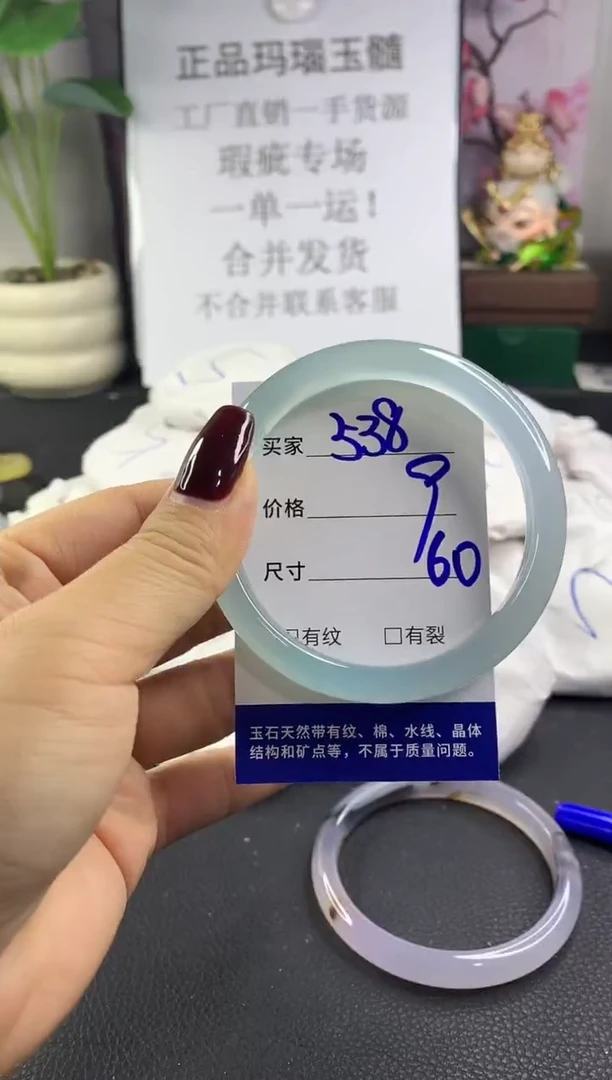 正品玛瑙玉髓
工厂直销一手货源
瑕疵专场
一单一运！
合并发货
不合并联系客服
买家 538
价格 9
尺寸 60
□有纹 □有裂
玉石天然带有纹、棉、水线、晶体
结构和矿点等，不属于质量问题。